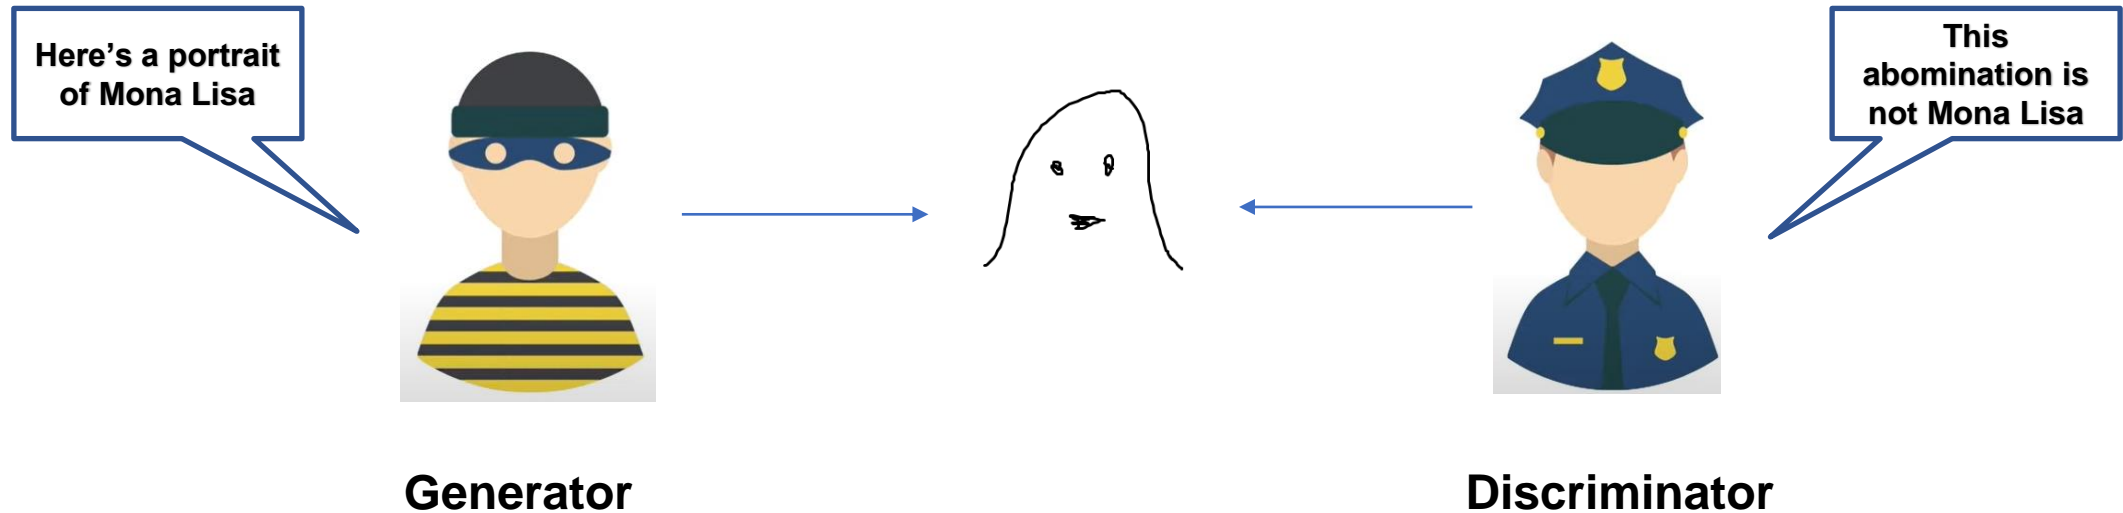 Here’s a portrait
of Mona Lisa
This
abomination is
not Mona Lisa
Generator
Discriminator